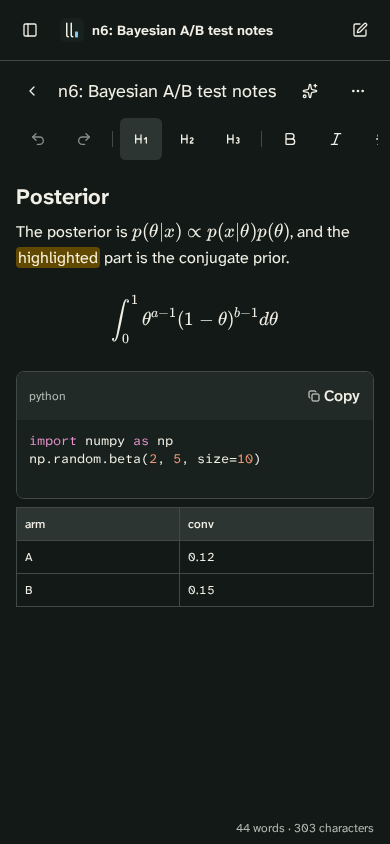 n6: Bayesian A/B test notes
n6: Bayesian A/B test notes
H1 H2 H3 B I
Posterior
The posterior is p(θ|x) ∝ p(x|θ)p(θ), and the
highlighted part is the conjugate prior.
∫₀¹ θᵃ⁻¹(1 − θ)ᵇ⁻¹dθ
python Copy
import numpy as np
np.random.beta(2, 5, size=10)
arm conv
A 0.12
B 0.15
44 words · 303 characters